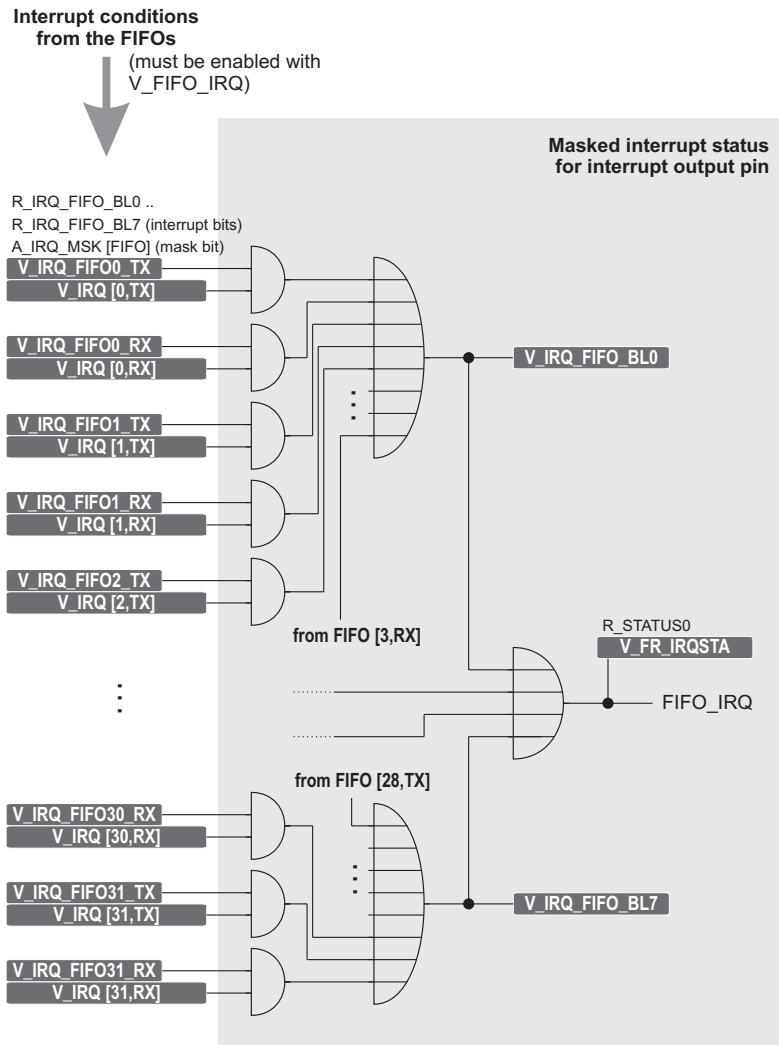 Interrupt conditions
from the FIFOs
(must be enabled with
V_FIFO_IRQ)
Masked interrupt status
for interrupt output pin
R_IRQ_FIFO_BL0 ..
R_IRQ_FIFO_BL7 (interrupt bits)
A_IRQ_MSK [FIFO] (mask bit)
V_IRQ_FIFO0_TX
V_IRQ [0,TX]
V_IRQ_FIFO0_RX
V_IRQ [0,RX]
V_IRQ_FIFO_BL0
V_IRQ_FIFO1_TX
V_IRQ [1,TX]
V_IRQ_FIFO1_RX
V_IRQ [1,RX]
V_IRQ_FIFO2_TX
V_IRQ [2,TX]
from FIFO [3,RX]
R_STATUS0
V_FR_IRQSTA
FIFO_IRQ
from FIFO [28,TX]
V_IRQ_FIFO30_RX
V_IRQ [30,RX]
V_IRQ_FIFO31_TX
V_IRQ [31,TX]
V_IRQ_FIFO_BL7
V_IRQ_FIFO31_RX
V_IRQ [31,RX]